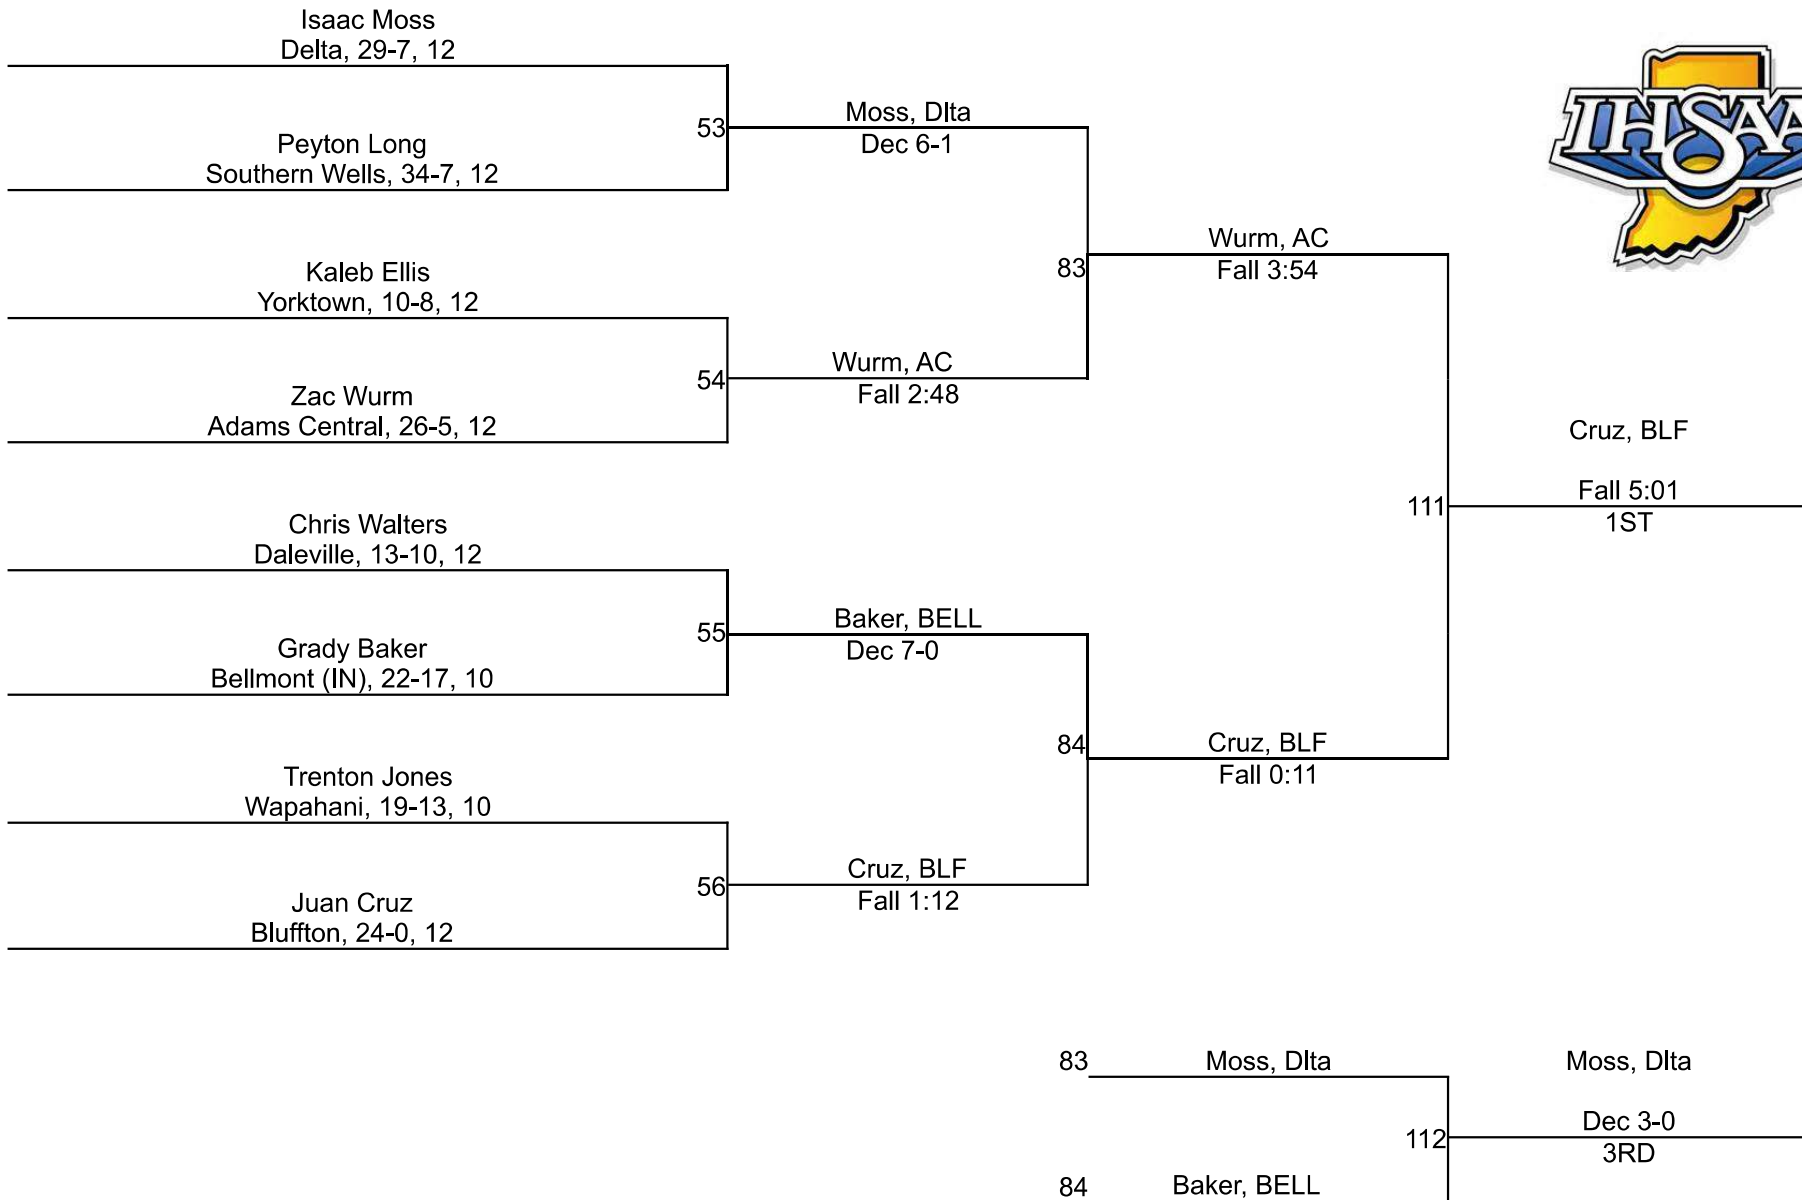 Isaac Moss
Delta, 29-7, 12
Peyton Long
Southern Wells, 34-7, 12
Kaleb Ellis
Yorktown, 10-8, 12
Zac Wurm
Adams Central, 26-5, 12
Chris Walters
Daleville, 13-10, 12
Grady Baker
Bellmont (IN), 22-17, 10
Trenton Jones
Wapahani, 19-13, 10
Juan Cruz
Bluffton, 24-0, 12
53
Moss, Dlta
Dec 6-1
54
Wurm, AC
Fall 2:48
55
Baker, BELL
Dec 7-0
56
Cruz, BLF
Fall 1:12
83
Wurm, AC
Fall 3:54
84
Cruz, BLF
Fall 0:11
IHSAA
111
Cruz, BLF
Fall 5:01
1ST
83
Moss, Dlta
84
Baker, BELL
112
Moss, Dlta
Dec 3-0
3RD